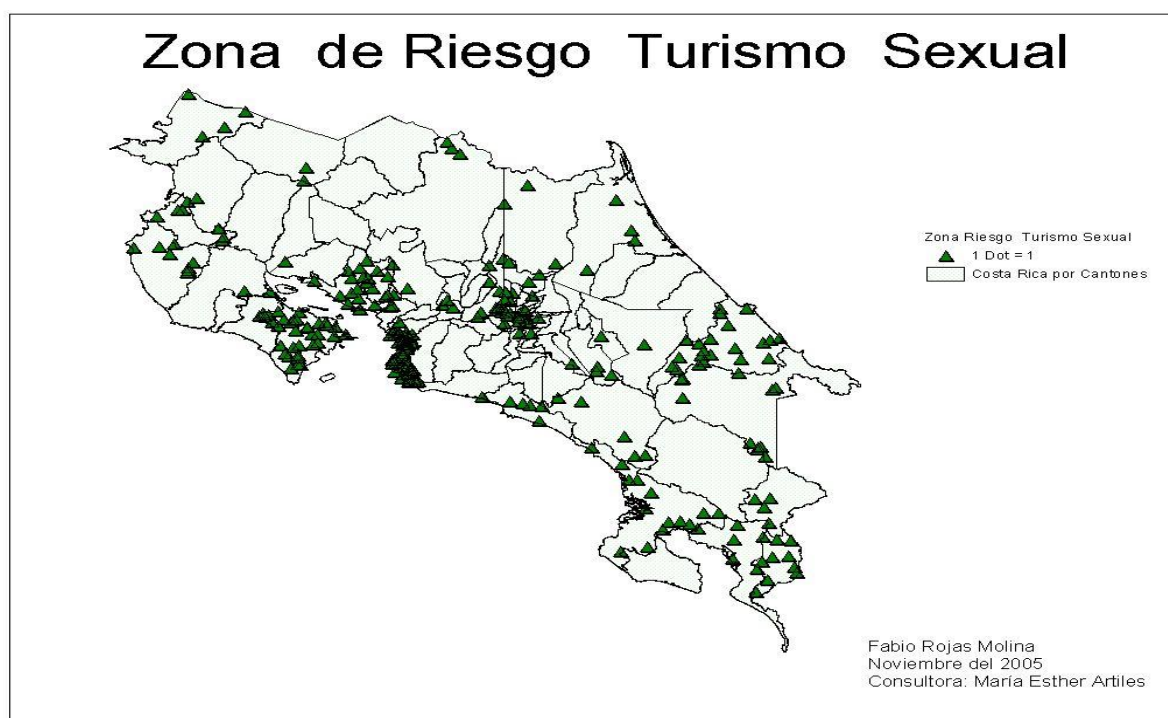 Zona de Riesgo Turismo Sexual
Zona Riesgo Turismo Sexual
1 Dot = 1
Costa Rica por Cantones
Fabio Rojas Molina
Noviembre del 2005
Consultora: María Esther Artiles